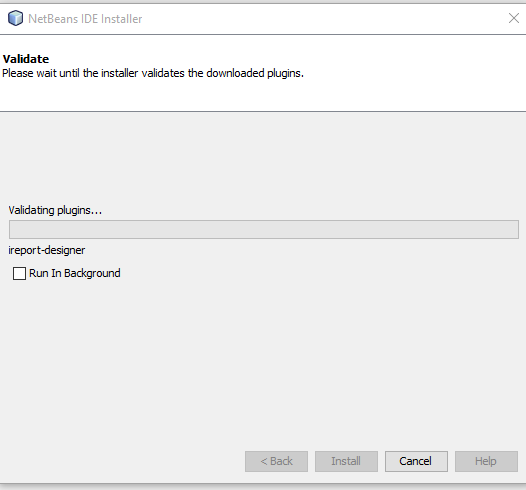 NetBeans IDE Installer
Validate
Please wait until the installer validates the downloaded plugins.
Validating plugins...
ireport-designer
Run In Background
< Back Install Cancel Help